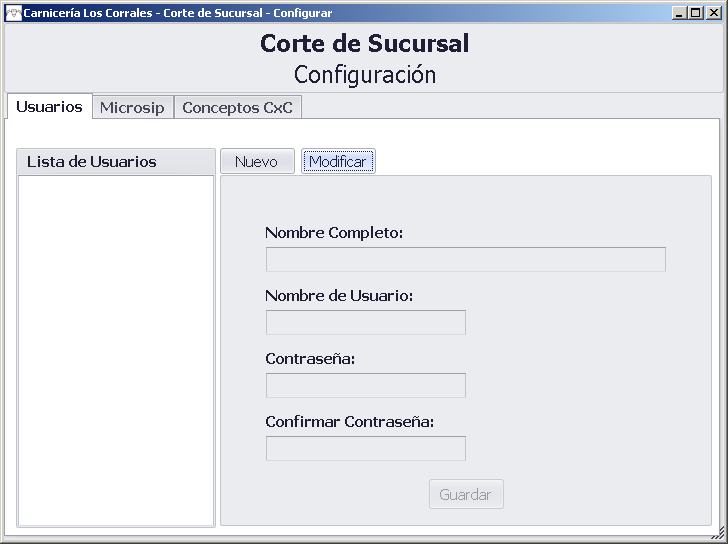 Carnicería Los Corrales - Corte de Sucursal - Configurar
Corte de Sucursal
Configuración
Usuarios Microsip Conceptos CxC
Lista de Usuarios Nuevo Modificar
Nombre Completo:
Nombre de Usuario:
Contraseña:
Confirmar Contraseña:
Guardar